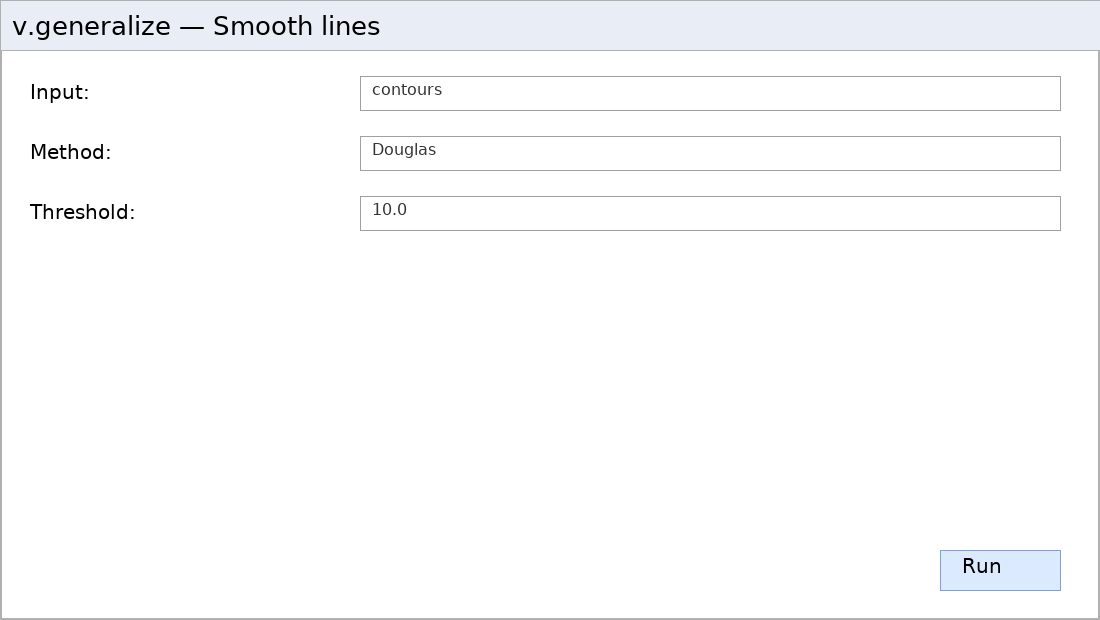 v.generalize — Smooth lines
Input: contours
Method: Douglas
Threshold: 10.0
Run